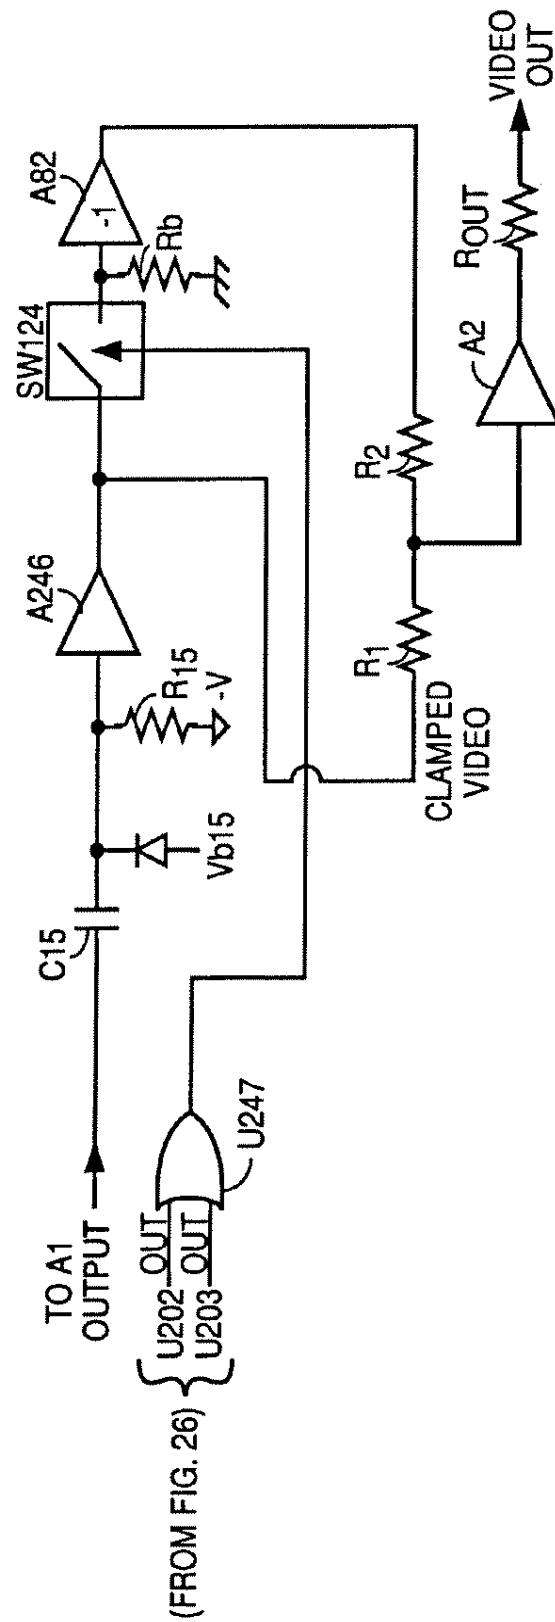 TO A1
OUTPUT
C15
Vb15
R15
-V
A246
SW124
Rb
A82
-1
(FROM FIG. 26)
U202 OUT
U203 OUT
U247
CLAMPED
VIDEO
R1
R2
A2
ROUT
VIDEO
OUT